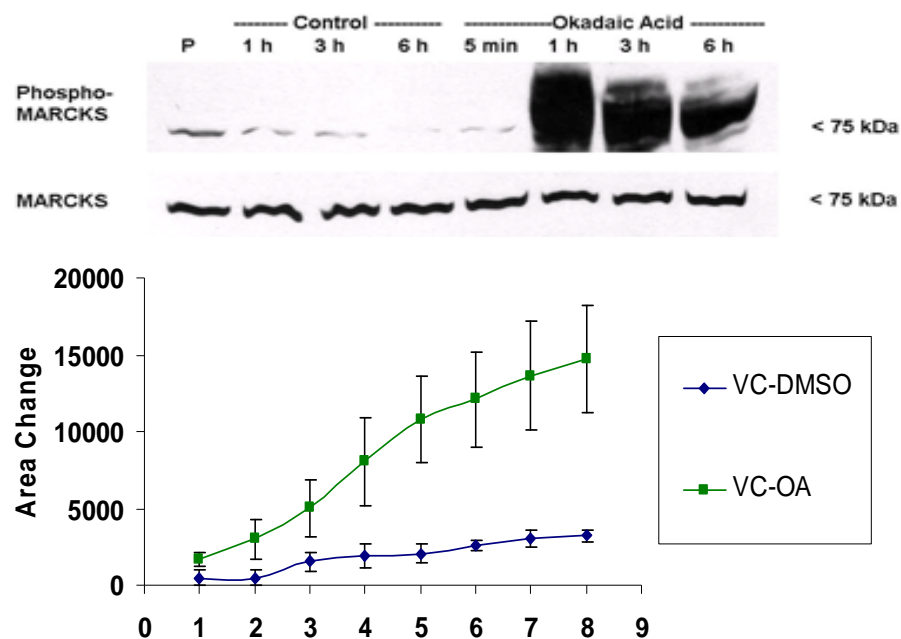 -------- Control ---------- --------------Okadaic Acid-------------
P 1 h 3 h 6 h 5 min 1 h 3 h 6 h
Phospho-
MARCKS
< 75 kDa
MARCKS
< 75 kDa
20000
15000
10000
5000
0
Area Change
0 1 2 3 4 5 6 7 8 9
VC-DMSO
VC-OA